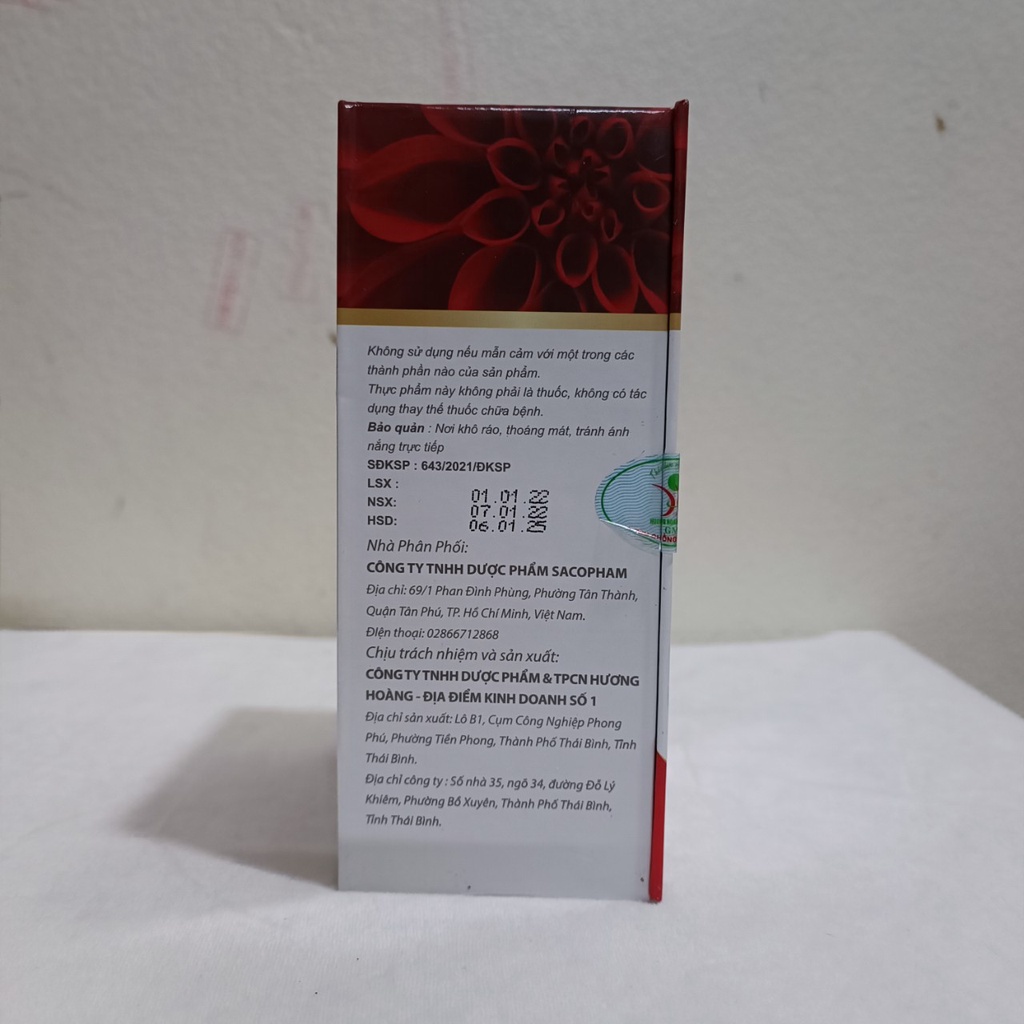 Không sử dụng nếu mẫn cảm với một trong các
thành phần nào của sản phẩm.
Thực phẩm này không phải là thuốc, không có tác
dụng thay thế thuốc chữa bệnh.
Bảo quản : Nơi khô ráo, thoáng mát, tránh ánh
nắng trực tiếp
SĐKSP : 643/2021/ĐKSP
LSX : 01.01.22
NSX: 07.01.22
HSD: 06.01.25
Nhà Phân Phối:
CÔNG TY TNHH DƯỢC PHẨM SACOPHAM
Địa chỉ: 69/1 Phan Đình Phùng, Phường Tân Thành,
Quận Tân Phú, TP. Hồ Chí Minh, Việt Nam.
Điện thoại: 02866712868
Chịu trách nhiệm và sản xuất:
CÔNG TY TNHH DƯỢC PHẨM & TPCN HƯƠNG
HOÀNG - ĐỊA ĐIỂM KINH DOANH SỐ 1
Địa chỉ sản xuất: Lô B1, Cụm Công Nghiệp Phong
Phú, Phường Tiền Phong, Thành Phố Thái Bình, Tỉnh
Thái Bình.
Địa chỉ công ty : Số nhà 35, ngõ 34, đường Đỗ Lý
Khiêm, Phường Bồ Xuyên, Thành Phố Thái Bình,
Tỉnh Thái Bình.